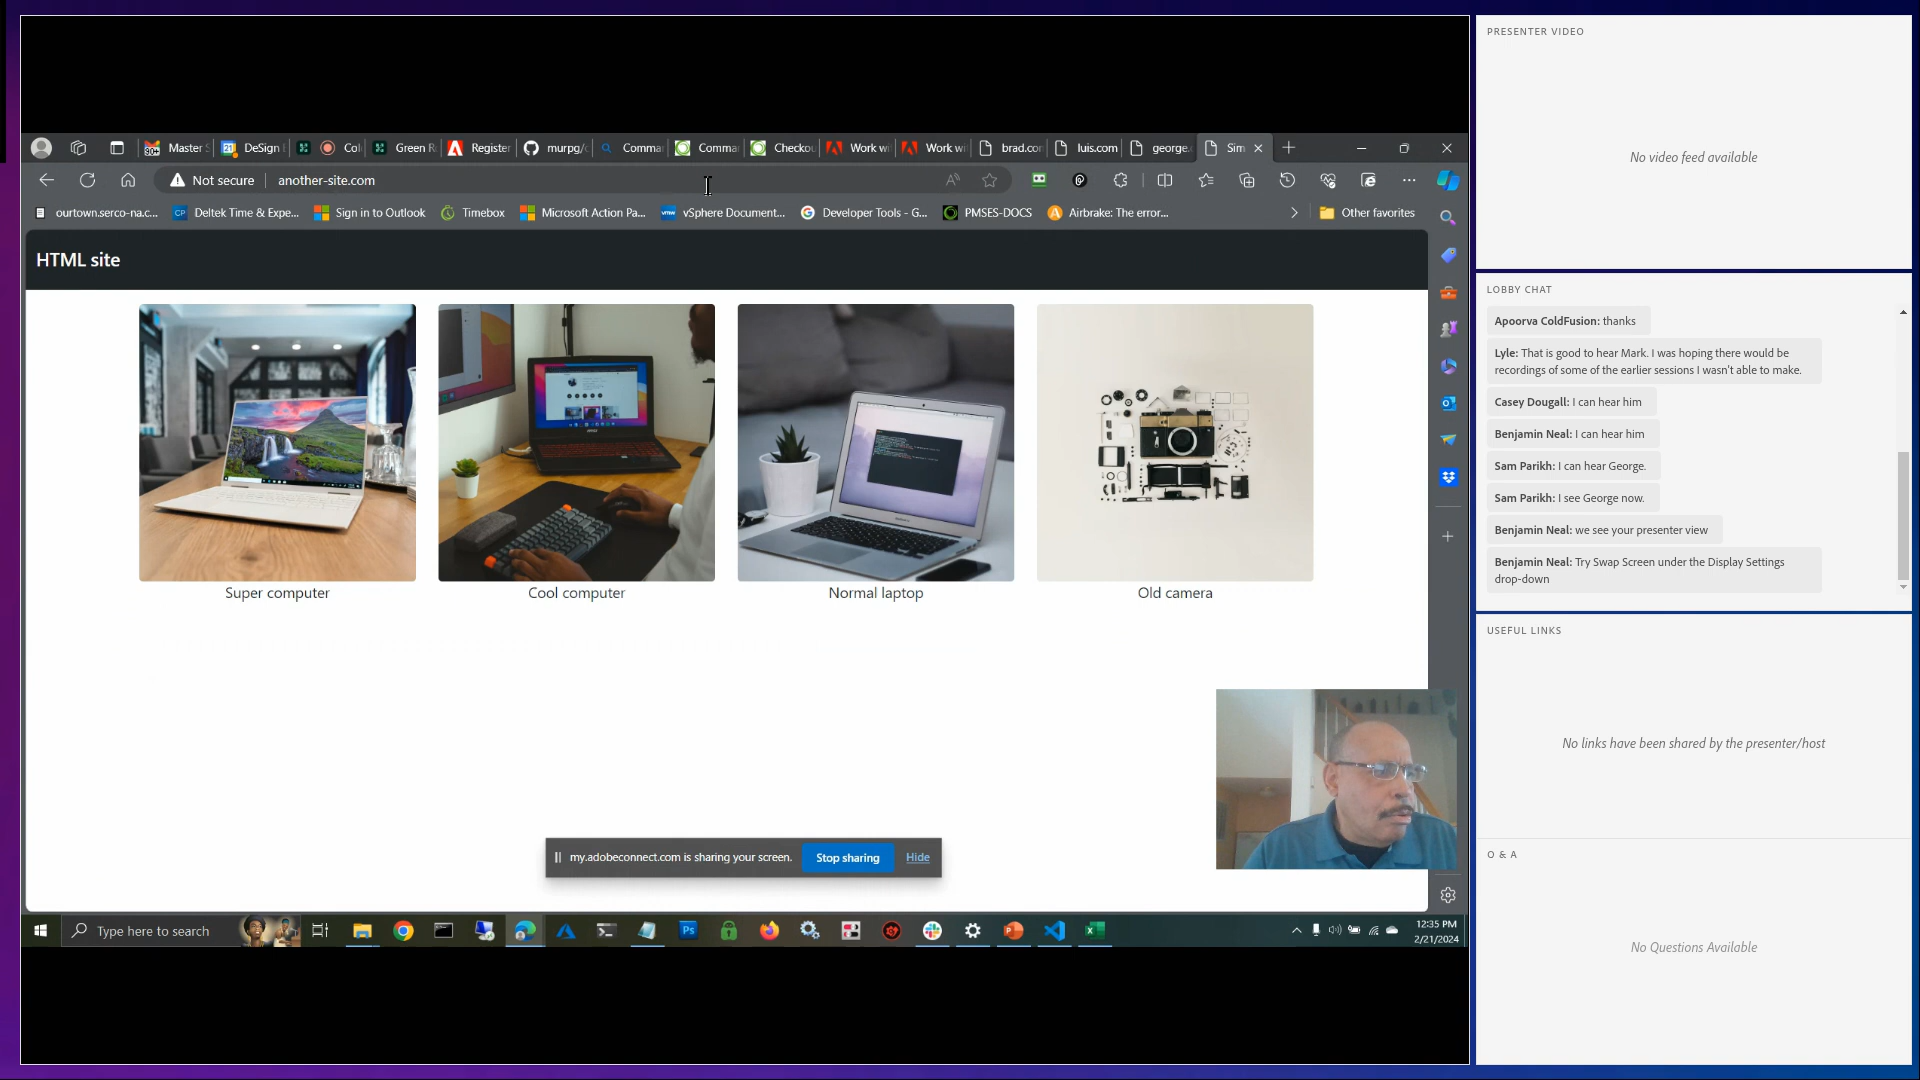 PRESENTER VIDEO
No video feed available
Master
DeSign
Col
Green R
Register
murpg/c
Comma
Comma
Checkou
Work wi
Work wi
brad.cor
luis.com
george.
Sim
Not secure
another-site.com
ourtown.serco-na.c...
Deltek Time & Expe...
Sign in to Outlook
Timebox
Microsoft Action Pa...
vSphere Document...
Developer Tools - G...
PMSES-DOCS
Airbrake: The error...
Other favorites
HTML site
Super computer
Cool computer
Normal laptop
Old camera
my.adobeconnect.com is sharing your screen.
Stop sharing
Hide
Type here to search
12:35 PM
2/21/2024
LOBBY CHAT
Apoorva ColdFusion: thanks
Lyle: That is good to hear Mark. I was hoping there would be
recordings of some of the earlier sessions I wasn't able to make.
Casey Dougall: I can hear him
Benjamin Neal: I can hear him
Sam Parikh: I can hear George.
Sam Parikh: I see George now.
Benjamin Neal: we see your presenter view
Benjamin Neal: Try Swap Screen under the Display Settings
drop-down
USEFUL LINKS
No links have been shared by the presenter/host
Q & A
No Questions Available